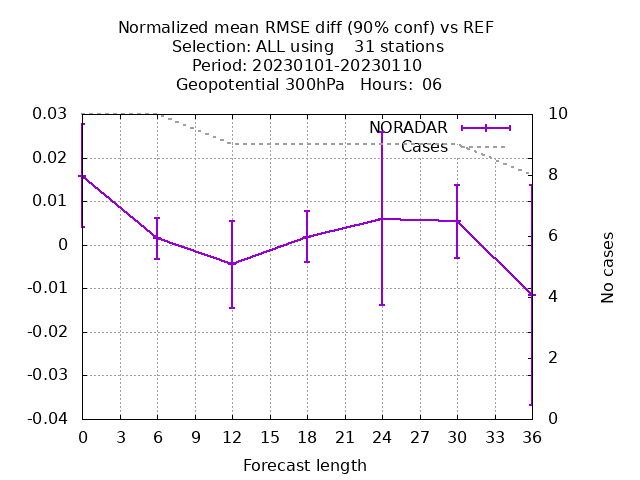 Normalized mean RMSE diff (90% conf) vs REF
Selection: ALL using    31 stations
Period: 20230101-20230110
Geopotential 300hPa   Hours:  06
0.03
0.02
0.01
0
-0.01
-0.02
-0.03
-0.04
10
8
6
4
2
0
NORADAR
Cases
No cases
0 3 6 9 12 15 18 21 24 27 30 33 36
Forecast length